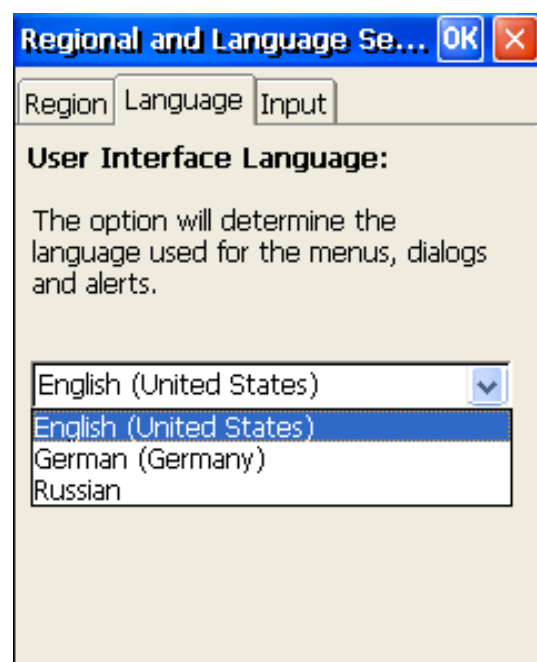 Regional and Language Se... OK
Region Language Input
User Interface Language:
The option will determine the
language used for the menus, dialogs
and alerts.
English (United States)
English (United States)
German (Germany)
Russian